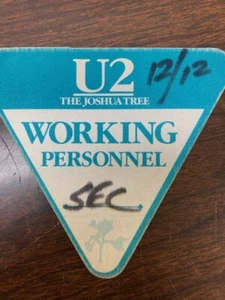 U2 12/12
THE JOSHUA TREE
WORKING
PERSONNEL
SEC